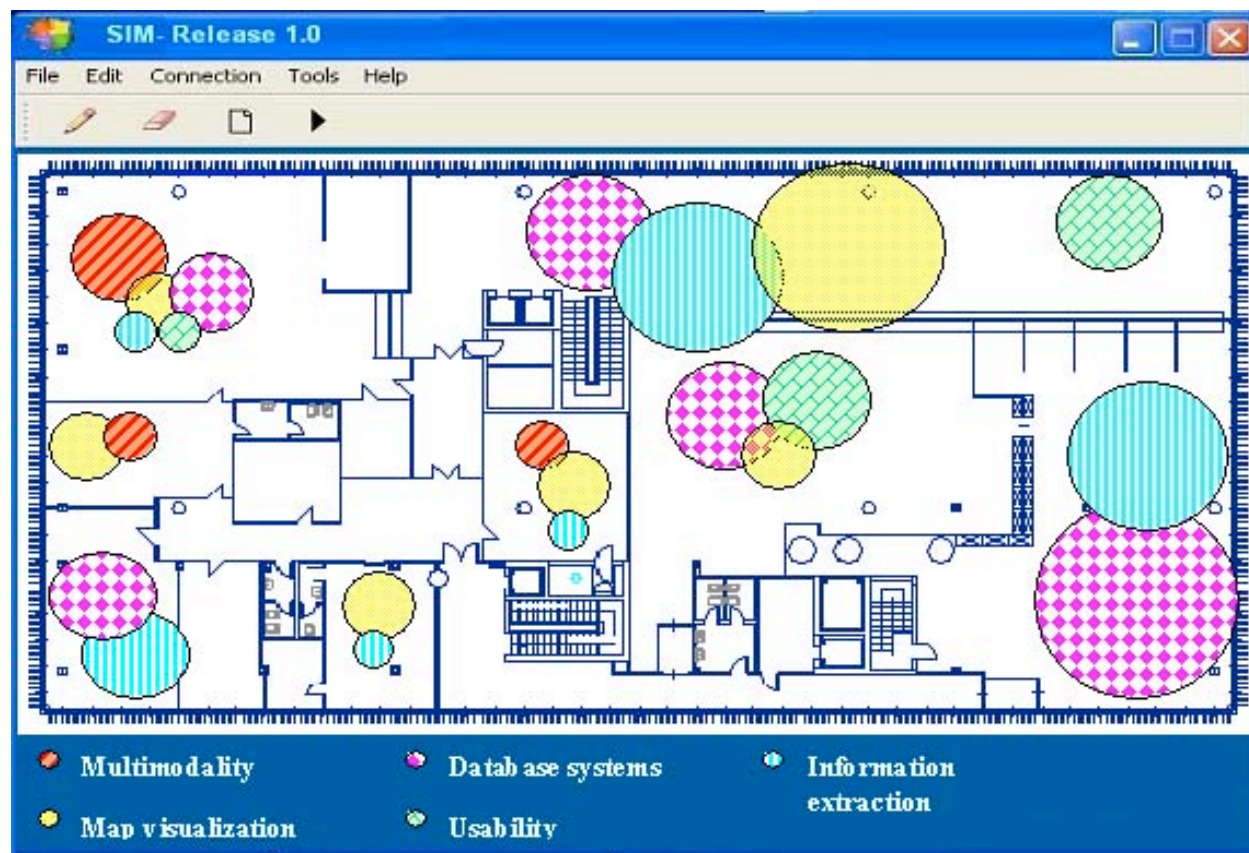 SIM- Release 1.0
File Edit Connection Tools Help
Multimodality
Database systems
Information
extraction
Map visualization
Usability